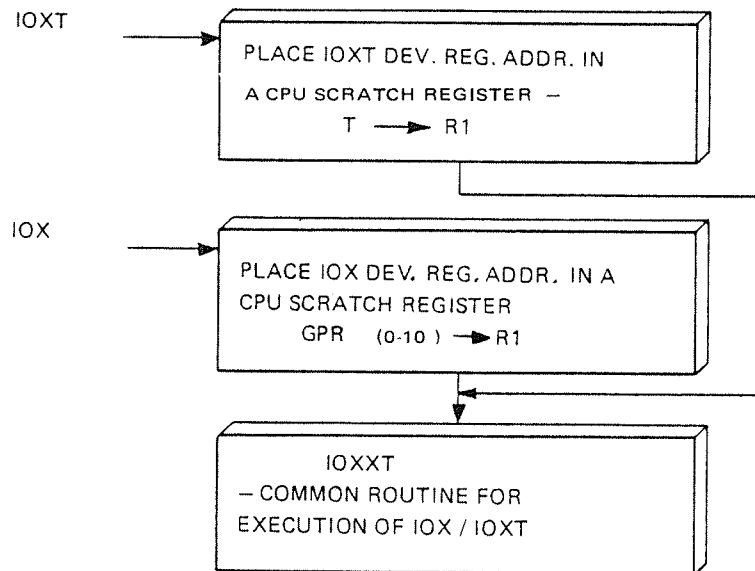 IOXT
PLACE IOXT DEV. REG. ADDR. IN
A CPU SCRATCH REGISTER –
T → R1
IOX
PLACE IOX DEV. REG. ADDR. IN A
CPU SCRATCH REGISTER
GPR (0-10 ) → R1
IOXXT
– COMMON ROUTINE FOR
EXECUTION OF IOX / IOXT